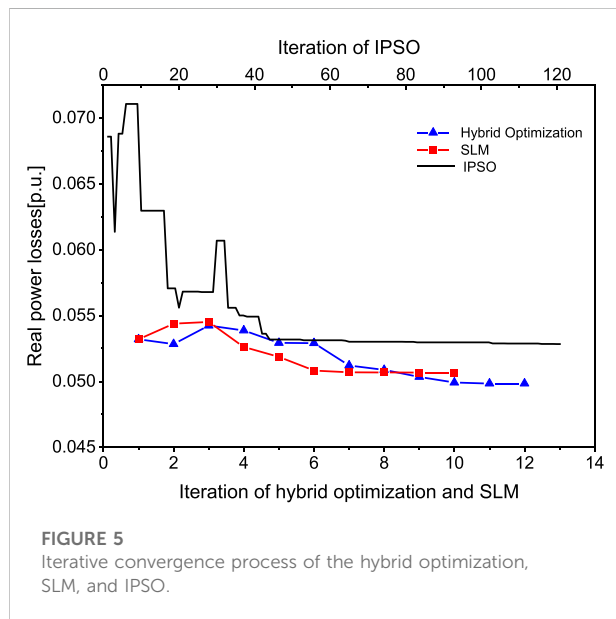 Iteration of IPSO
0 20 40 60 80 100 120
Real power losses[p.u.]
0.070
0.065
0.060
0.055
0.050
0.045
Hybrid Optimization
SLM
IPSO
0 2 4 6 8 10 12 14
Iteration of hybrid optimization and SLM
FIGURE 5
Iterative convergence process of the hybrid optimization,
SLM, and IPSO.